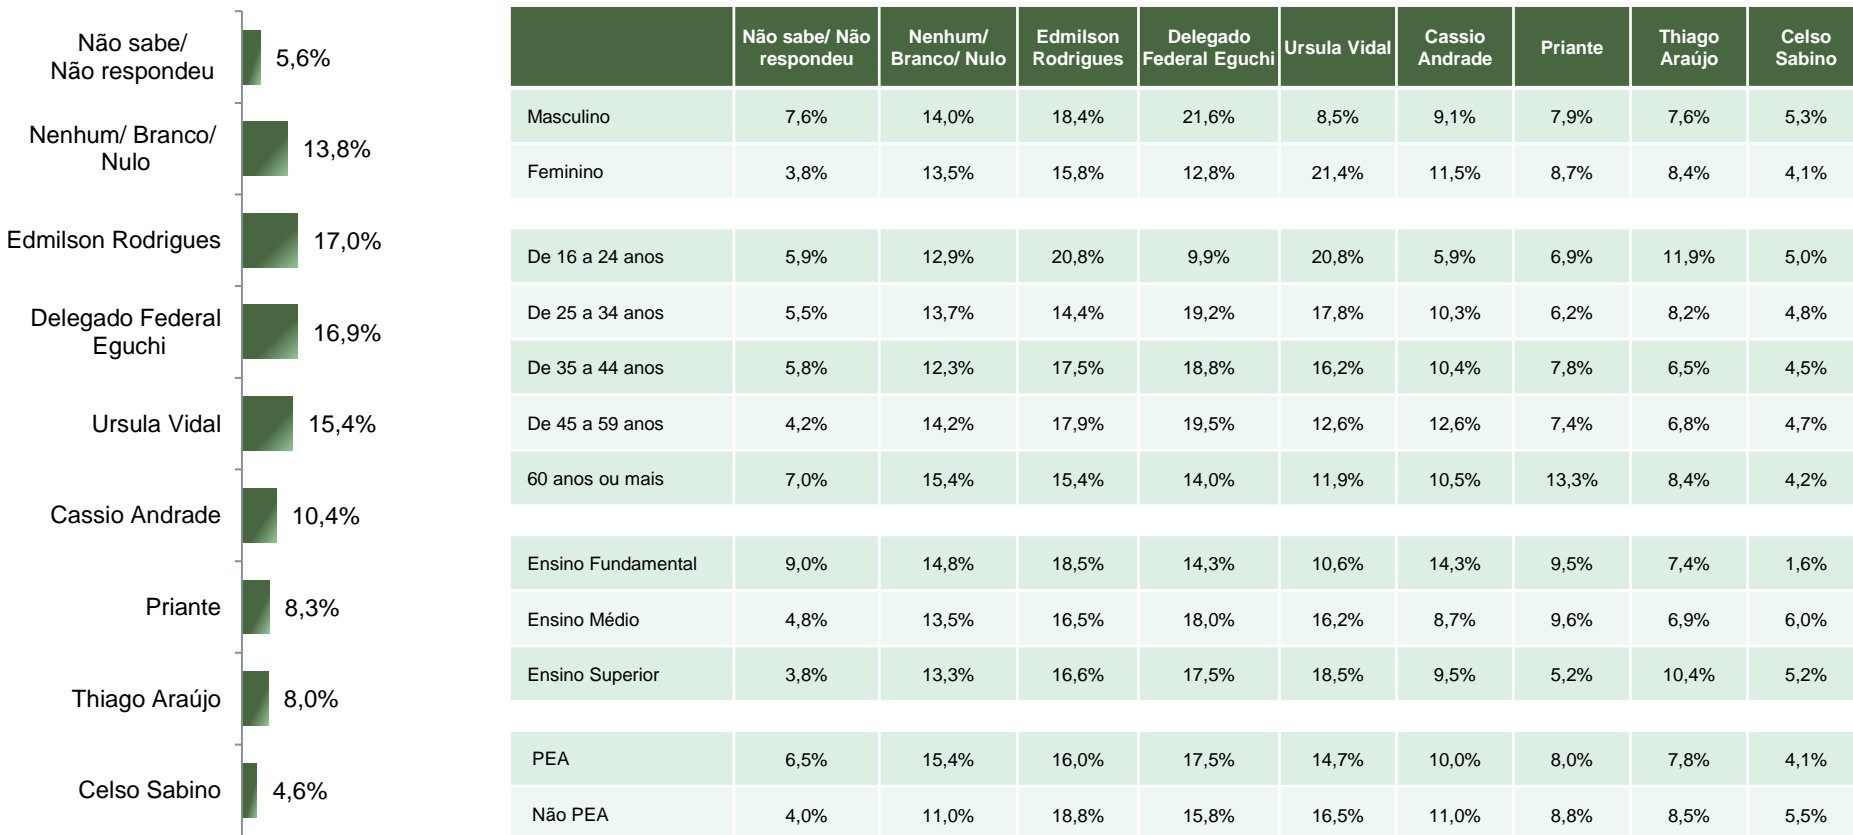 Não sabe/
Não respondeu
5,6%
Nenhum/ Branco/
Nulo
13,8%
Edmilson Rodrigues
17,0%
Delegado Federal
Eguchi
16,9%
Ursula Vidal
15,4%
Cassio Andrade
10,4%
Priante
8,3%
Thiago Araújo
8,0%
Celso Sabino
4,6%
Não sabe/ Não respondeu Nenhum/ Branco/ Nulo Edmilson Rodrigues Delegado Federal Eguchi Ursula Vidal Cassio Andrade Priante Thiago Araújo Celso Sabino
Masculino 7,6% 14,0% 18,4% 21,6% 8,5% 9,1% 7,9% 7,6% 5,3%
Feminino 3,8% 13,5% 15,8% 12,8% 21,4% 11,5% 8,7% 8,4% 4,1%
De 16 a 24 anos 5,9% 12,9% 20,8% 9,9% 20,8% 5,9% 6,9% 11,9% 5,0%
De 25 a 34 anos 5,5% 13,7% 14,4% 19,2% 17,8% 10,3% 6,2% 8,2% 4,8%
De 35 a 44 anos 5,8% 12,3% 17,5% 18,8% 16,2% 10,4% 7,8% 6,5% 4,5%
De 45 a 59 anos 4,2% 14,2% 17,9% 19,5% 12,6% 12,6% 7,4% 6,8% 4,7%
60 anos ou mais 7,0% 15,4% 15,4% 14,0% 11,9% 10,5% 13,3% 8,4% 4,2%
Ensino Fundamental 9,0% 14,8% 18,5% 14,3% 10,6% 14,3% 9,5% 7,4% 1,6%
Ensino Médio 4,8% 13,5% 16,5% 18,0% 16,2% 8,7% 9,6% 6,9% 6,0%
Ensino Superior 3,8% 13,3% 16,6% 17,5% 18,5% 9,5% 5,2% 10,4% 5,2%
PEA 6,5% 15,4% 16,0% 17,5% 14,7% 10,0% 8,0% 7,8% 4,1%
Não PEA 4,0% 11,0% 18,8% 15,8% 16,5% 11,0% 8,8% 8,5% 5,5%